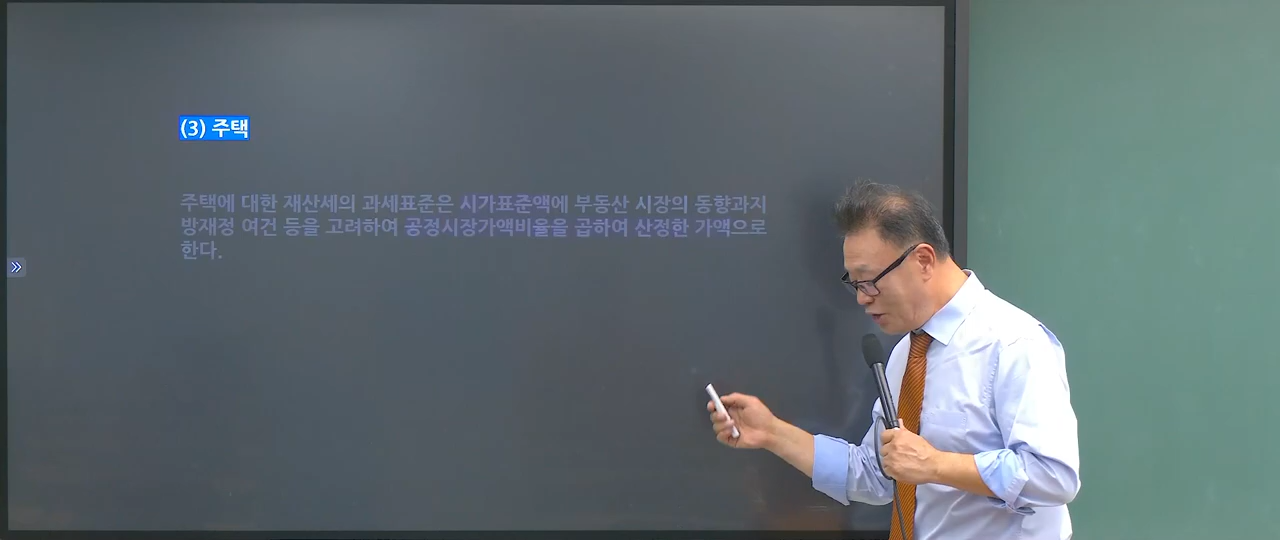 (3) 주택
주택에 대한 재산세의 과세표준은 시가표준액에 부동산 시장의 동향과지
방재정 여건 등을 고려하여 공정시장가액비율을 곱하여 산정한 가액으로
한다.